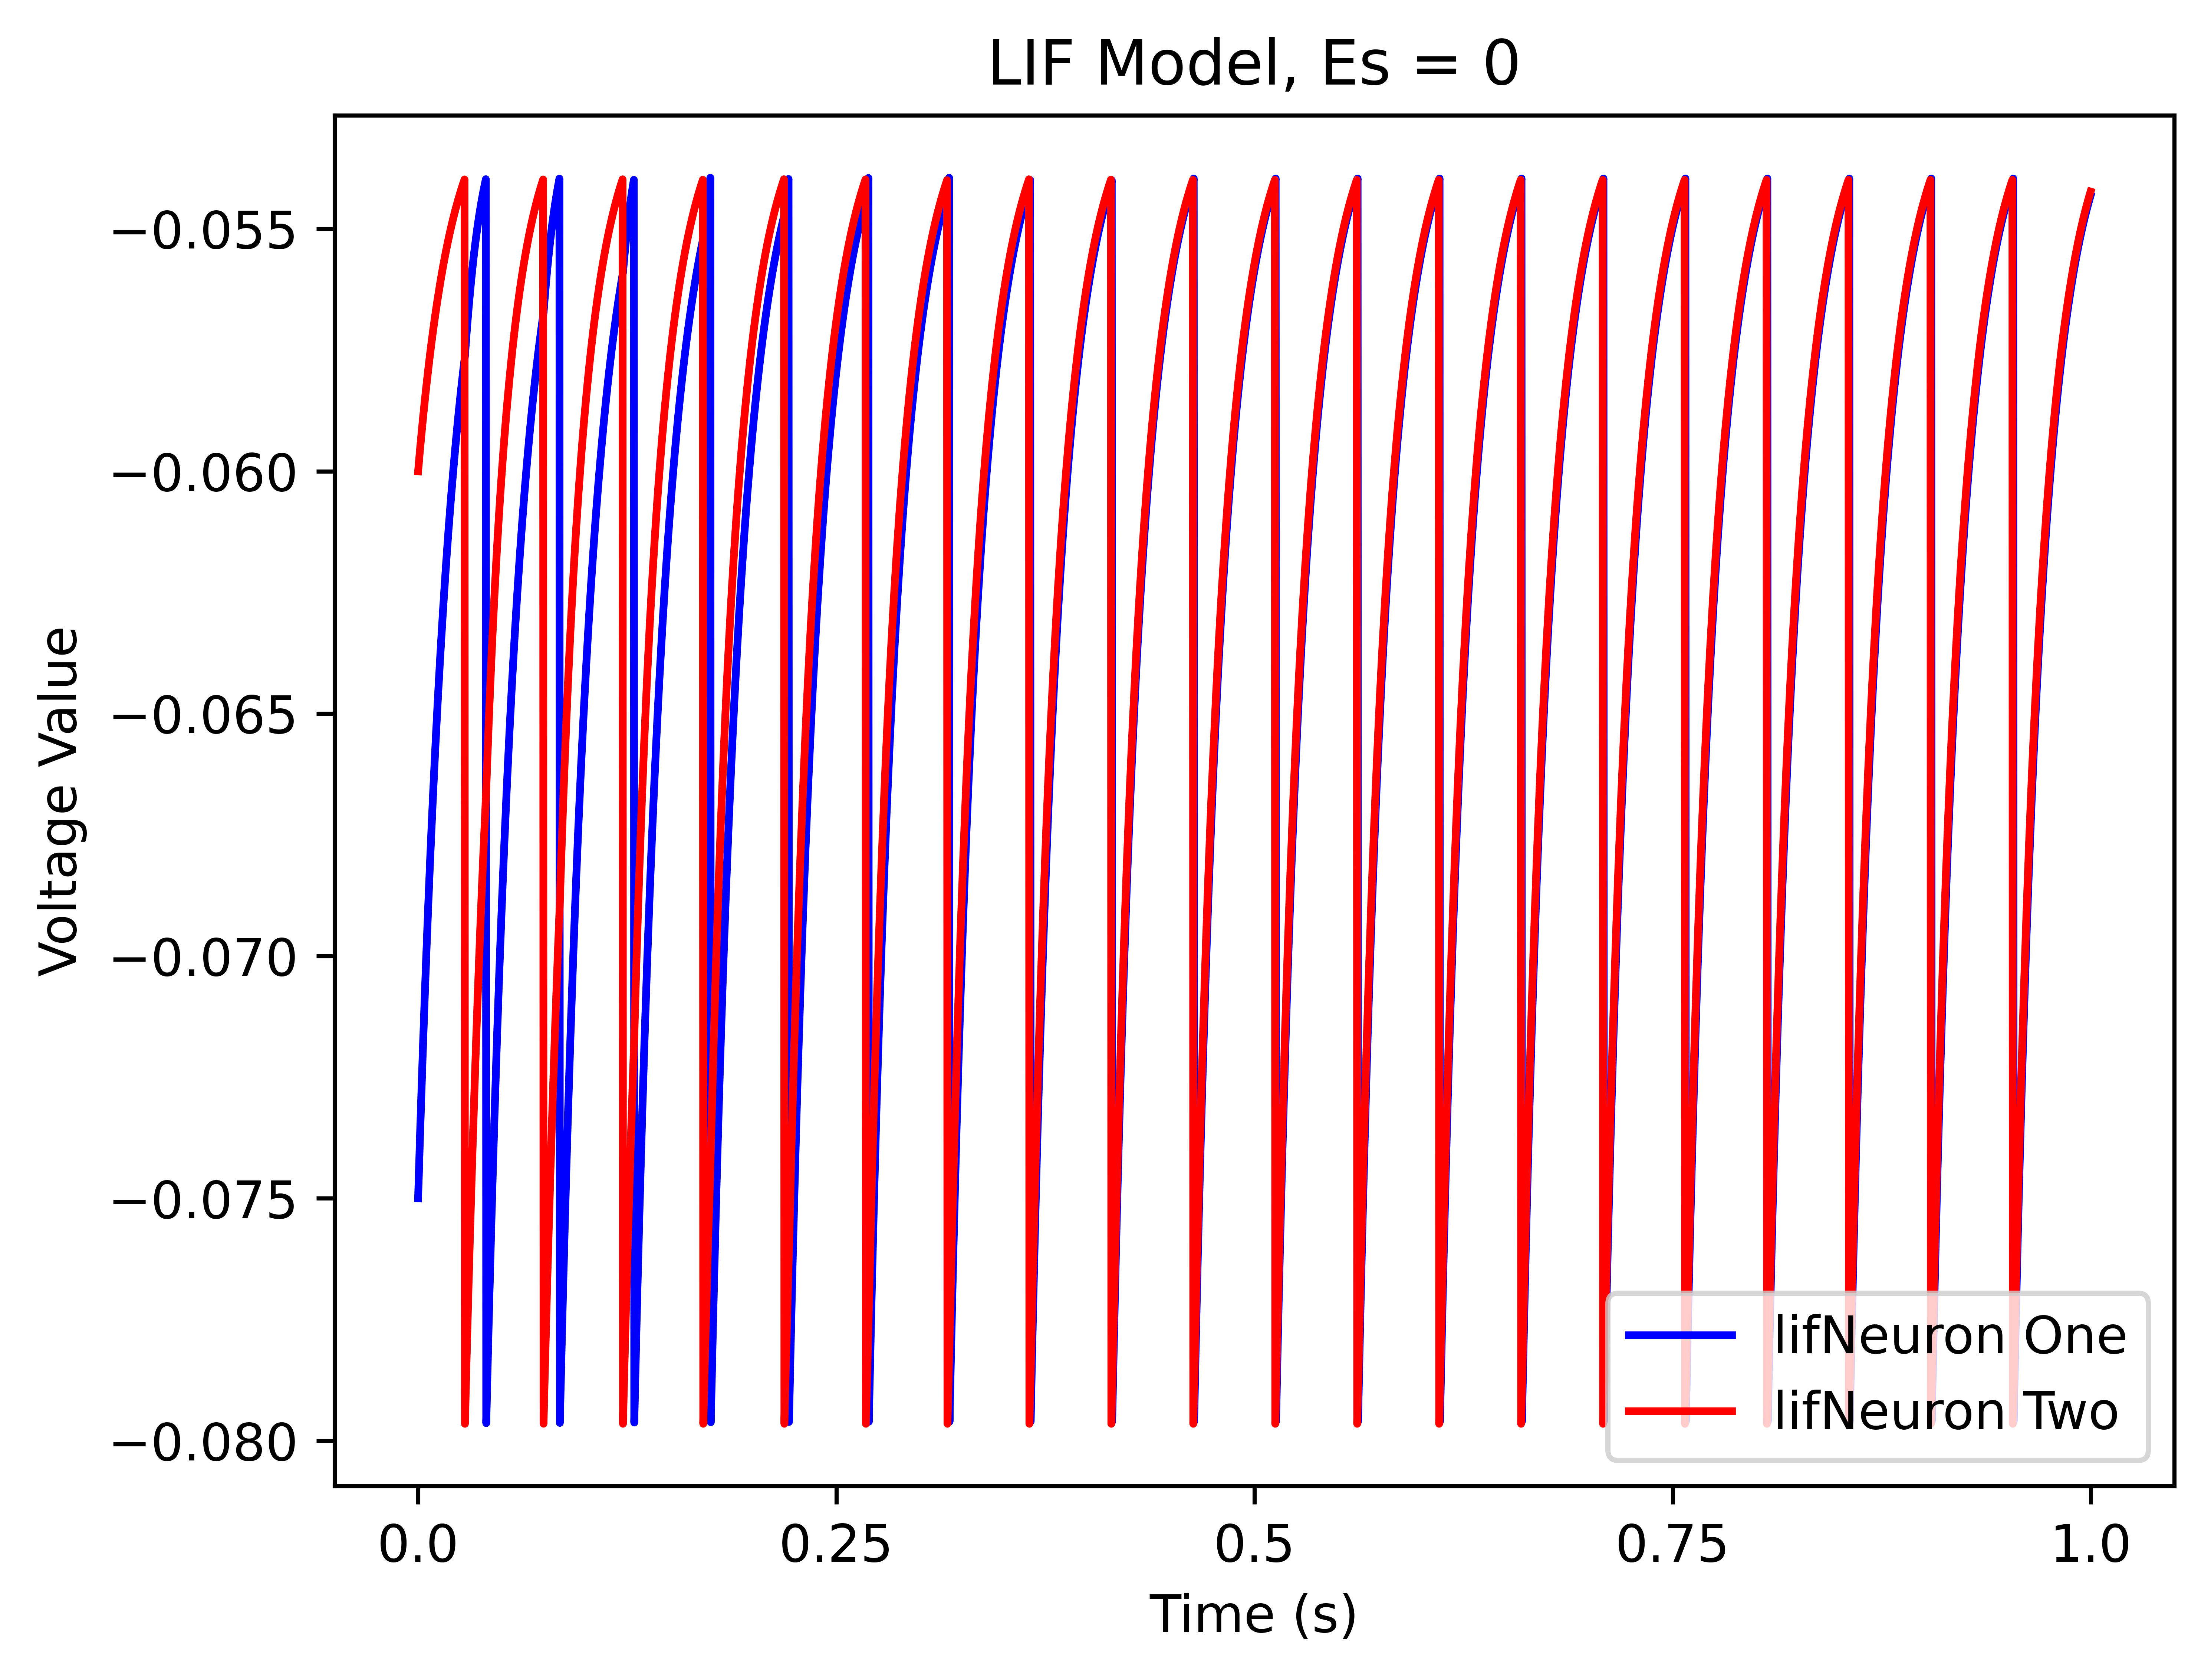 LIF Model, Es = 0
Voltage Value
−0.055
−0.060
−0.065
−0.070
−0.075
−0.080
lifNeuron One
lifNeuron Two
0.0 0.25 0.5 0.75 1.0
Time (s)